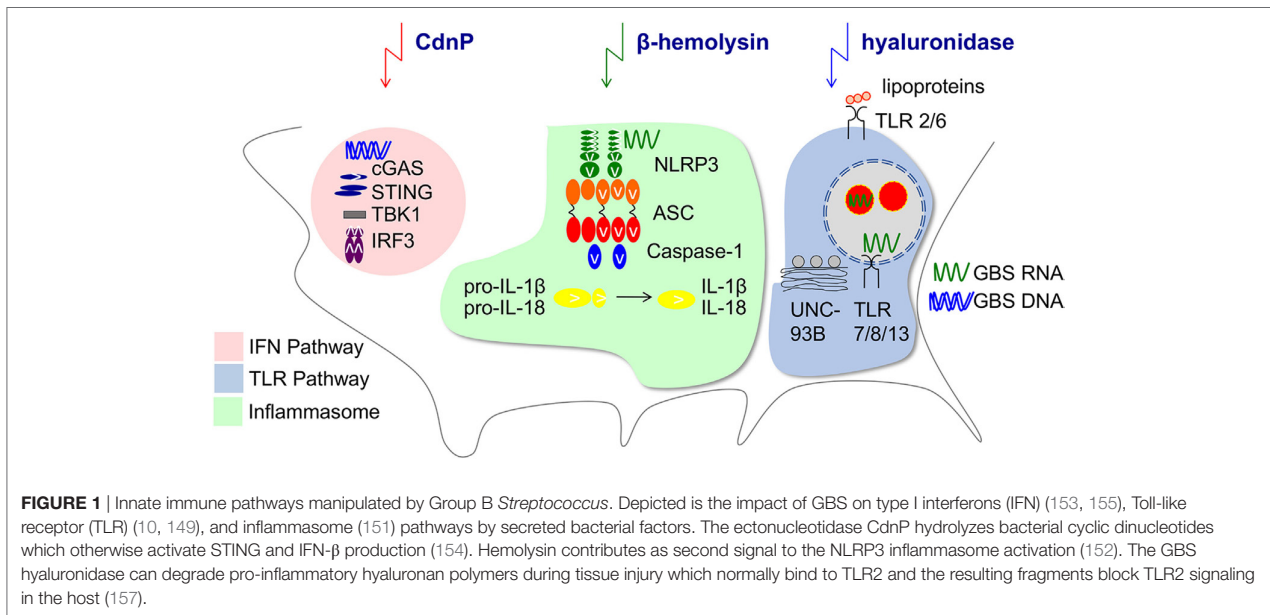 CdnP
β-hemolysin
hyaluronidase
lipoproteins
TLR 2/6
cGAS
STING
TBK1
IRF3
NLRP3
ASC
Caspase-1
pro-IL-1β
pro-IL-18
IL-1β
IL-18
UNC-
93B
TLR
7/8/13
GBS RNA
GBS DNA
IFN Pathway
TLR Pathway
Inflammasome
FIGURE 1 | Innate immune pathways manipulated by Group B Streptococcus. Depicted is the impact of GBS on type I interferons (IFN) (153, 155), Toll-like
receptor (TLR) (10, 149), and inflammasome (151) pathways by secreted bacterial factors. The ectonucleotidase CdnP hydrolyzes bacterial cyclic dinucleotides
which otherwise activate STING and IFN-β production (154). Hemolysin contributes as second signal to the NLRP3 inflammasome activation (152). The GBS
hyaluronidase can degrade pro-inflammatory hyaluronan polymers during tissue injury which normally bind to TLR2 and the resulting fragments block TLR2 signaling
in the host (157).